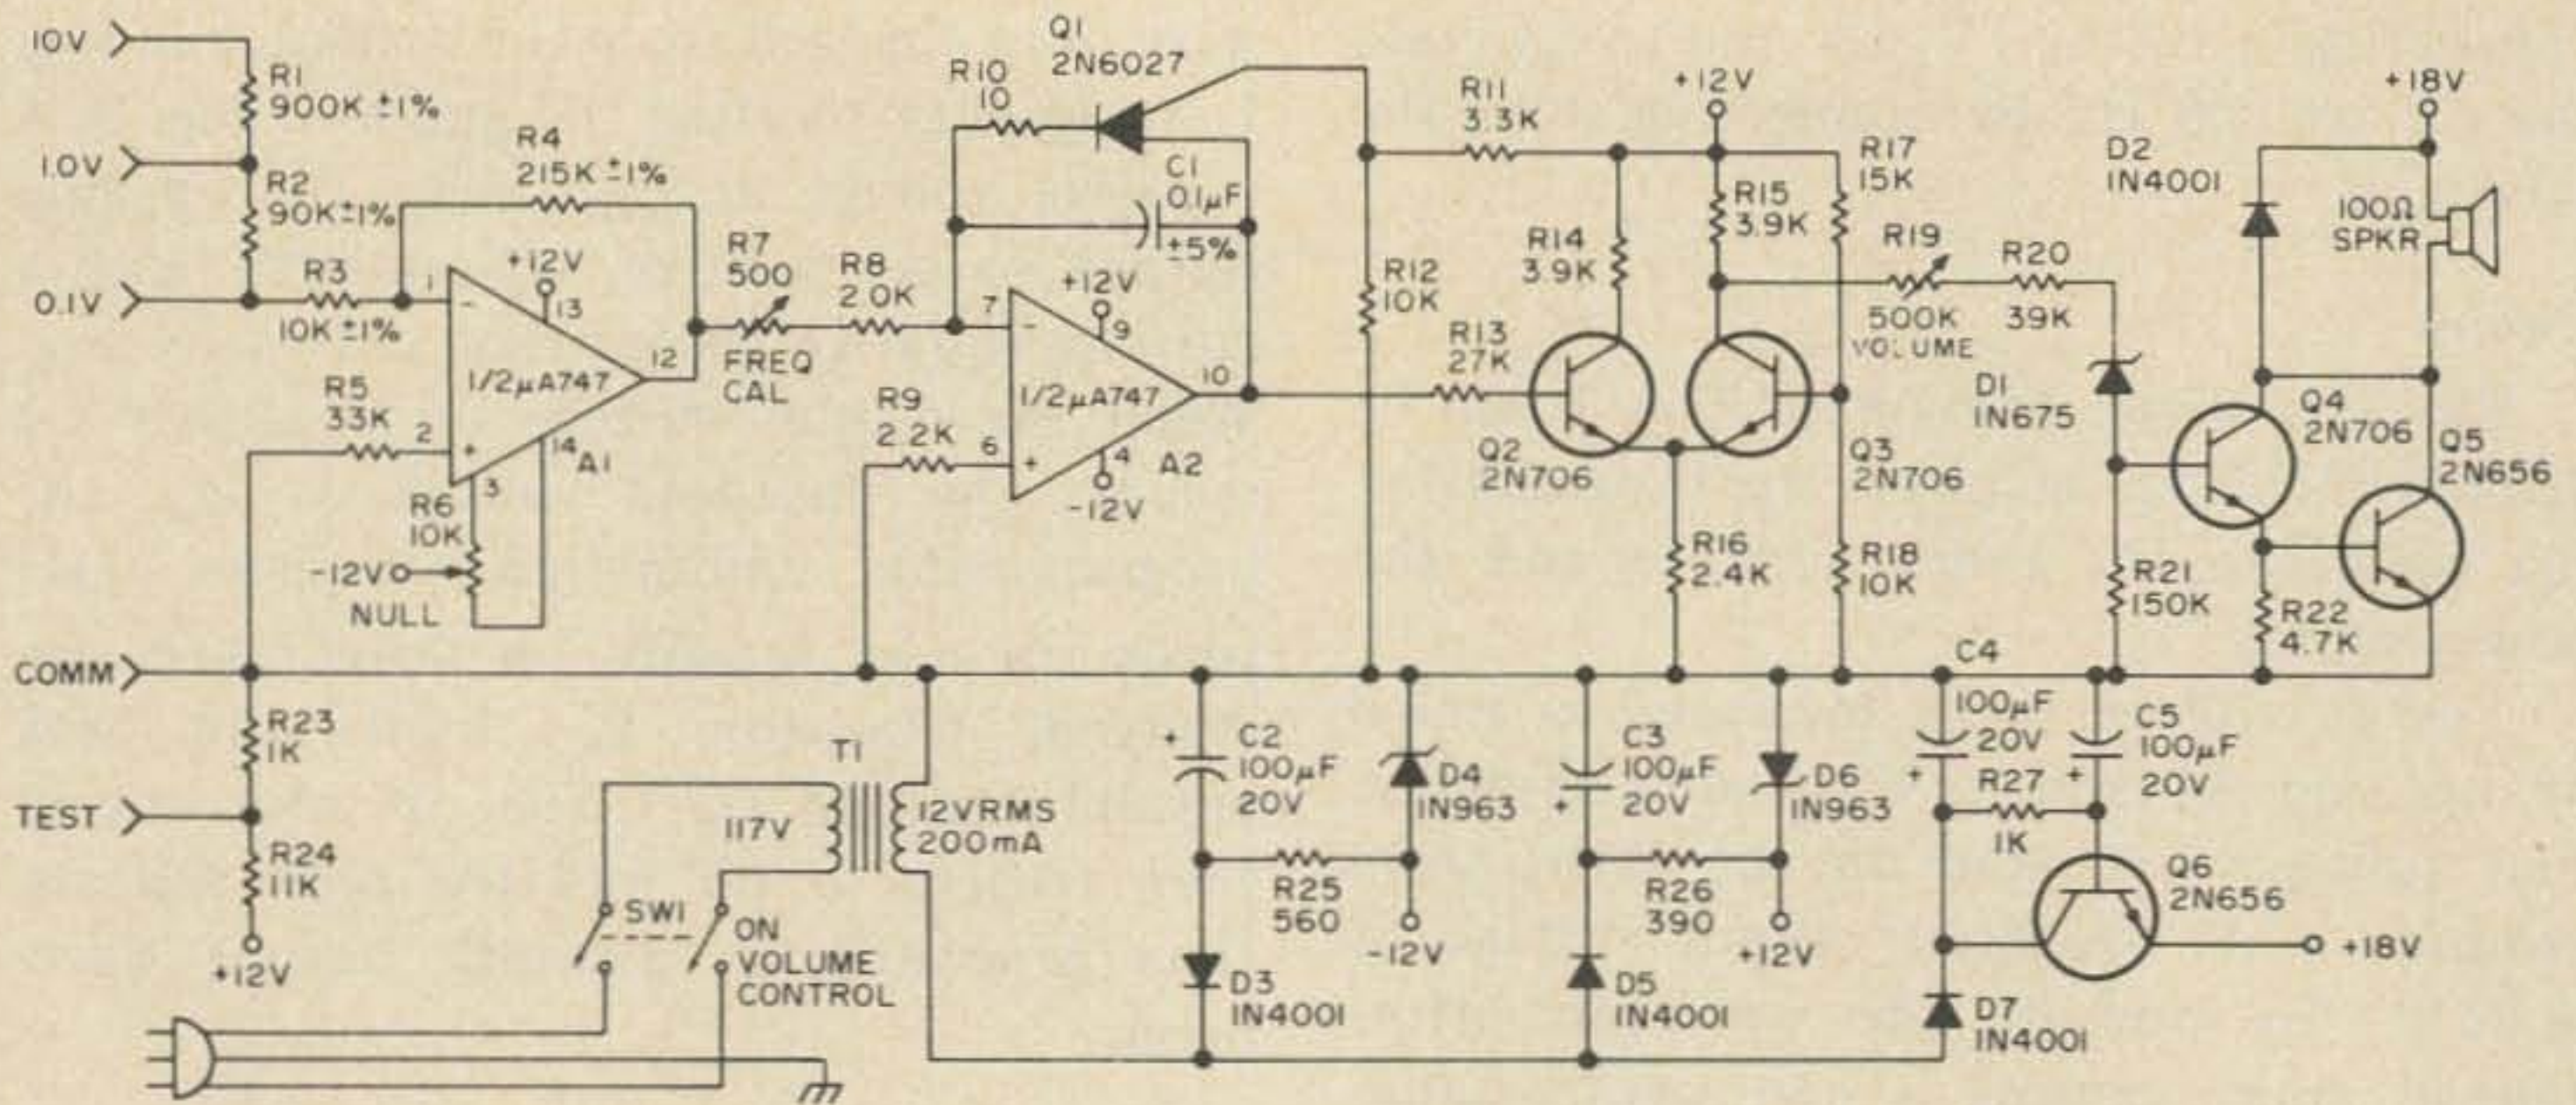 10V
R1
900K ±1%
1.0V
R2
90K ±1%
0.1V
R3
10K ±1%
R4
215K ±1%
+12V
13
1
-
1/2μA747
12
R5
33K
2
+
14
A1
3
R6
10K
-12V
NULL
R7
500
FREQ
CAL
R8
2.0K
Q1
2N6027
R10
10
C1
0.1μF
±5%
7
-
+12V
9
1/2μA747
10
R9
2.2K
6
+
4
A2
-12V
R11
3.3K
R12
10K
R13
27K
R14
3.9K
+12V
R15
3.9K
R17
15K
Q2
2N706
Q3
2N706
R16
2.4K
R18
10K
R19
500K
VOLUME
R20
39K
D1
1N675
D2
1N4001
+18V
100Ω
SPKR
Q4
2N706
Q5
2N656
R21
150K
R22
4.7K
COMM
R23
1K
TEST
R24
11K
+12V
T1
117V
12VRMS
200mA
SW1
ON
VOLUME
CONTROL
+
C2
100μF
20V
D4
1N963
R25
560
-12V
D3
1N4001
C3
100μF
20V
+
D6
1N963
R26
390
+12V
D5
1N4001
C4
100μF
20V
+
C5
100μF
20V
+
R27
1K
Q6
2N656
+18V
D7
1N4001